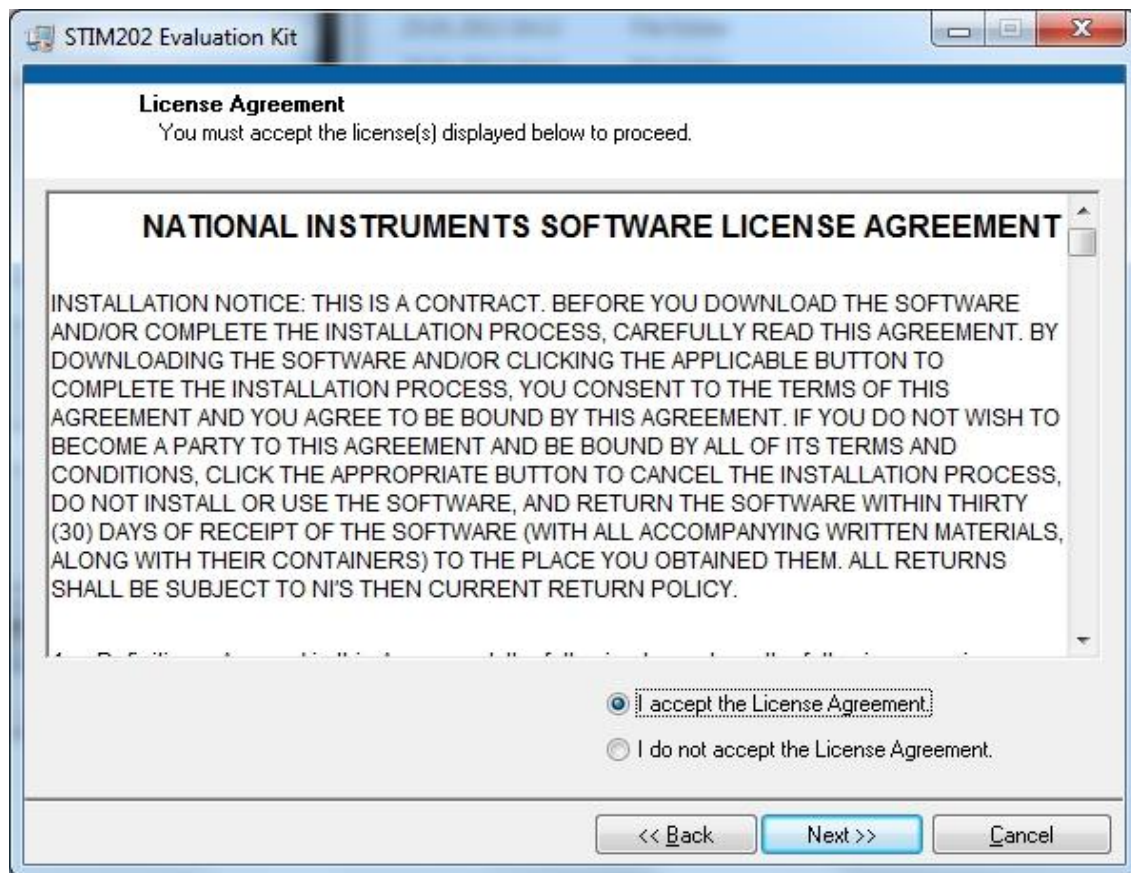 STIM202 Evaluation Kit
License Agreement
You must accept the license(s) displayed below to proceed.
NATIONAL INSTRUMENTS SOFTWARE LICENSE AGREEMENT
INSTALLATION NOTICE: THIS IS A CONTRACT. BEFORE YOU DOWNLOAD THE SOFTWARE
AND/OR COMPLETE THE INSTALLATION PROCESS, CAREFULLY READ THIS AGREEMENT. BY
DOWNLOADING THE SOFTWARE AND/OR CLICKING THE APPLICABLE BUTTON TO
COMPLETE THE INSTALLATION PROCESS, YOU CONSENT TO THE TERMS OF THIS
AGREEMENT AND YOU AGREE TO BE BOUND BY THIS AGREEMENT. IF YOU DO NOT WISH TO
BECOME A PARTY TO THIS AGREEMENT AND BE BOUND BY ALL OF ITS TERMS AND
CONDITIONS, CLICK THE APPROPRIATE BUTTON TO CANCEL THE INSTALLATION PROCESS,
DO NOT INSTALL OR USE THE SOFTWARE, AND RETURN THE SOFTWARE WITHIN THIRTY
(30) DAYS OF RECEIPT OF THE SOFTWARE (WITH ALL ACCOMPANYING WRITTEN MATERIALS,
ALONG WITH THEIR CONTAINERS) TO THE PLACE YOU OBTAINED THEM. ALL RETURNS
SHALL BE SUBJECT TO NI'S THEN CURRENT RETURN POLICY.
I accept the License Agreement.
I do not accept the License Agreement.
<< Back
Next >>
Cancel